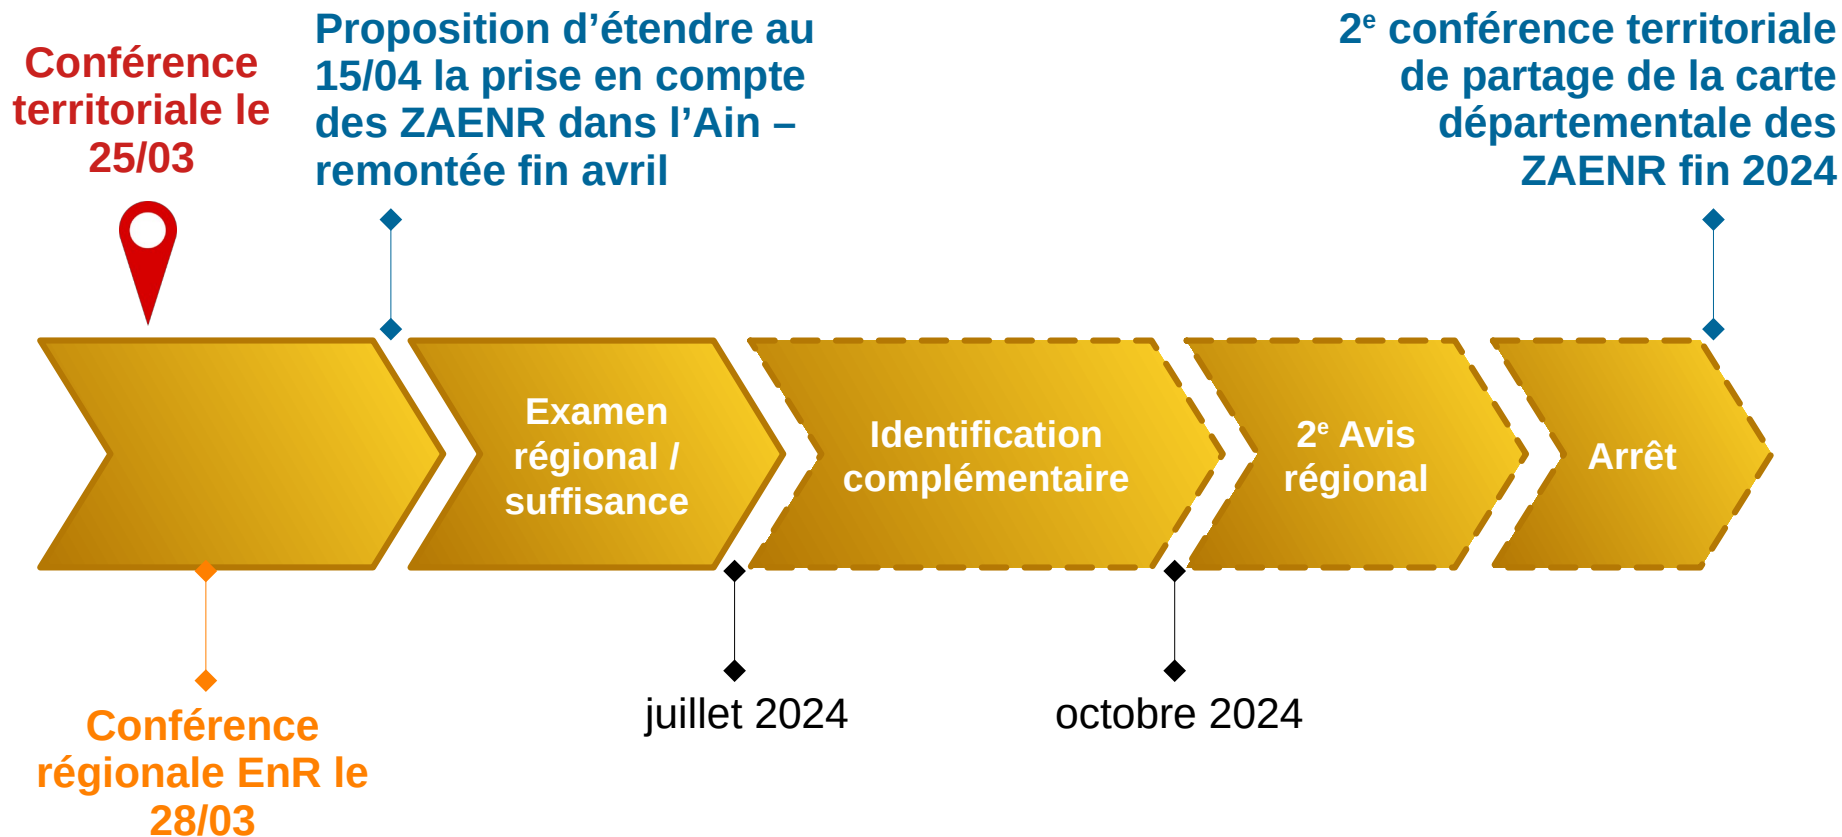 Conférence
territoriale le
25/03
Proposition d’étendre au
15/04 la prise en compte
des ZAENR dans l’Ain –
remontée fin avril
2e conférence territoriale
de partage de la carte
départementale des
ZAENR fin 2024
Examen
régional /
suffisance
Identification
complémentaire
2e Avis
régional
Arrêt
Conférence
régionale EnR le
28/03
juillet 2024
octobre 2024